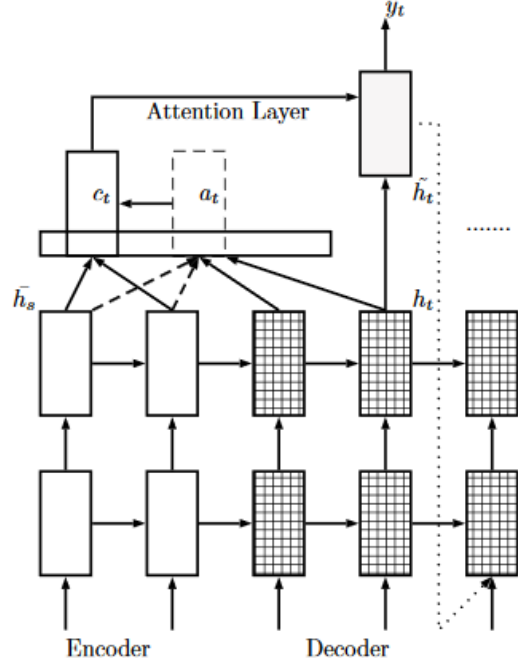 yₜ
Attention Layer
cₜ
aₜ
h̃ₜ
.......
h̄ₛ
hₜ
Encoder
Decoder